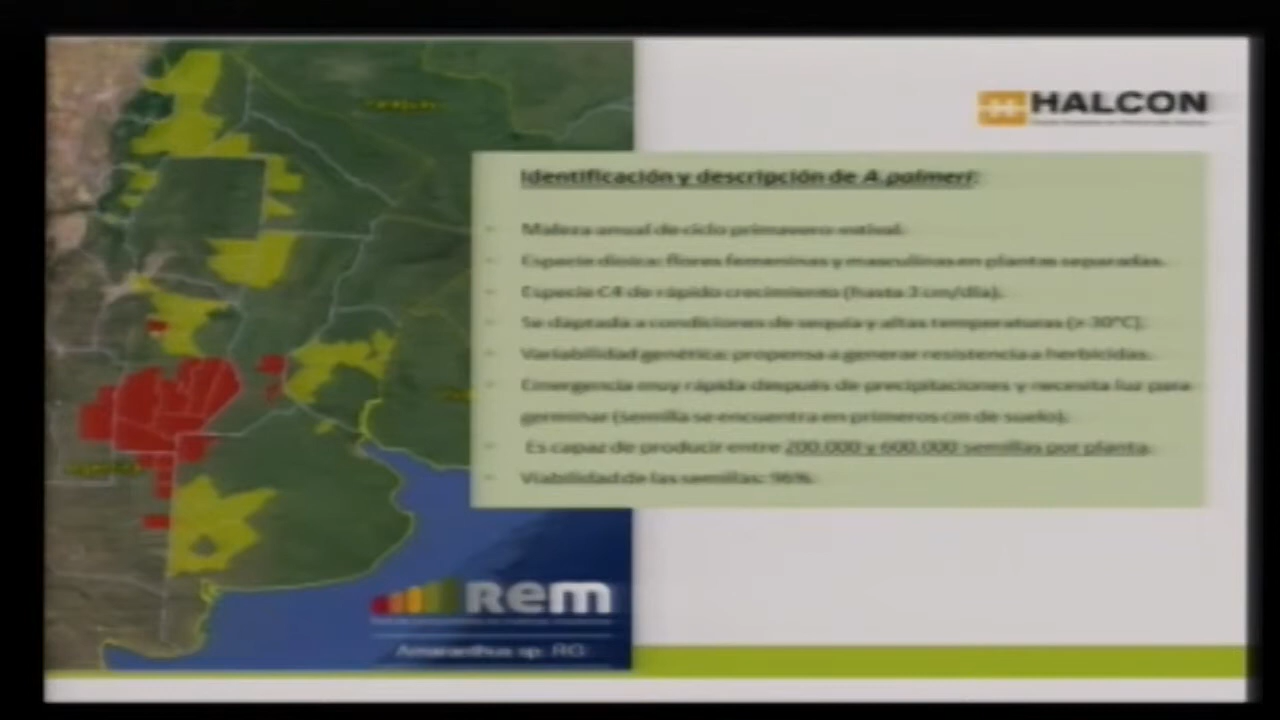 HALCON
Identificación y descripción de A.palmeri:
- Maleza anual de ciclo primavero-estival.
- Especie dioica: flores femeninas y masculinas en plantas separadas.
- Especie C4 de rápido crecimiento (hasta 3 cm/día).
- Se daptada a condiciones de sequía y altas temperaturas (> 30°C).
- Variabilidad genética: propensa a generar resistencia a herbicidas.
- Emergencia muy rápida después de precipitaciones y necesita luz para
germinar (semilla se encuentra en primeros cm de suelo).
- Es capaz de producir entre 200.000 y 600.000 semillas por planta.
- Viabilidad de las semillas: 96%.
Rem
Amaranthus sp. RG